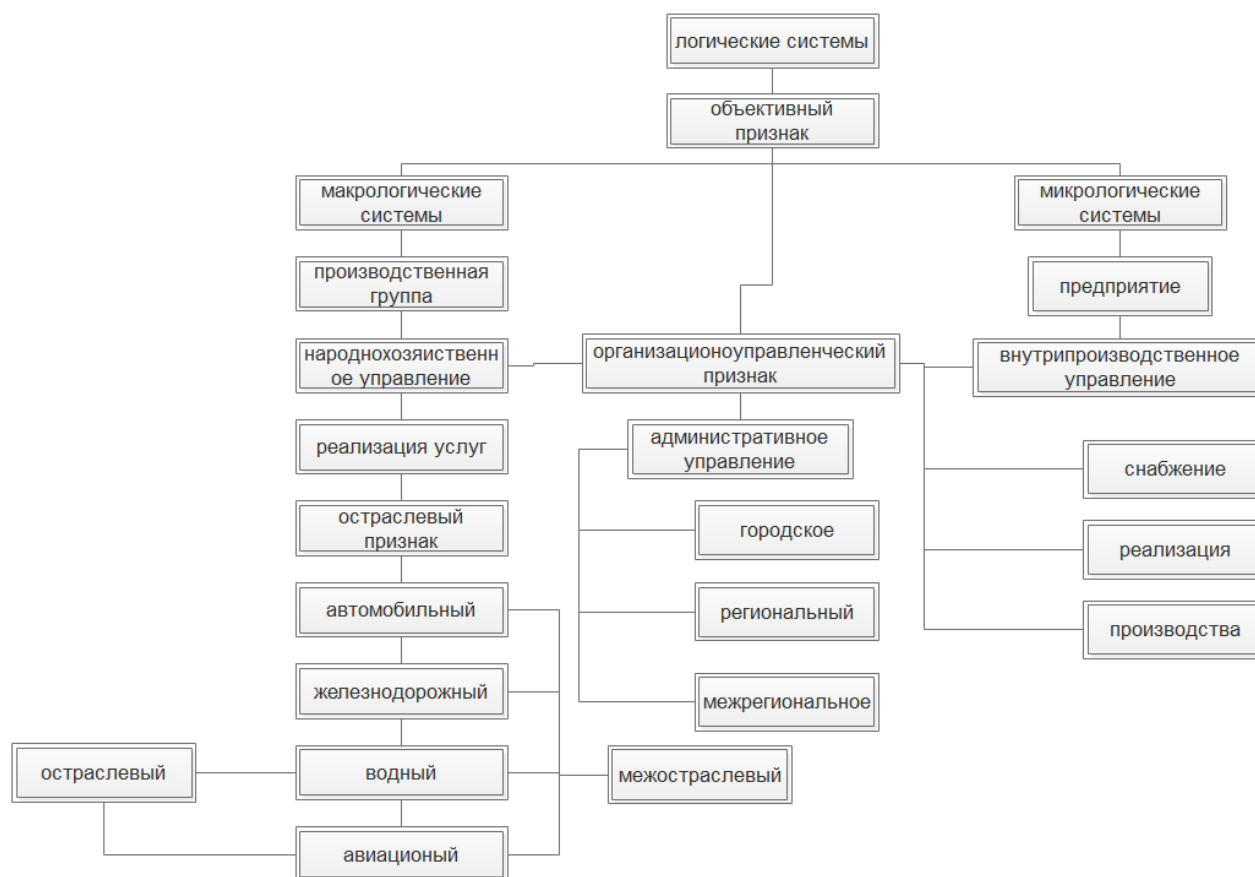 логические системы
объективный
признак
макрологические
системы
микрологические
системы
производственная
группа
предприятие
народнохозяиственн
ое управление
организационоуправленческий
признак
внутрипроизводственное
управление
реализация услуг
административное
управление
снабжение
остраслевый
признак
городское
реализация
автомобильный
региональный
производства
железнодорожный
межрегиональное
остраслевый
водный
межостраслевый
авиационый